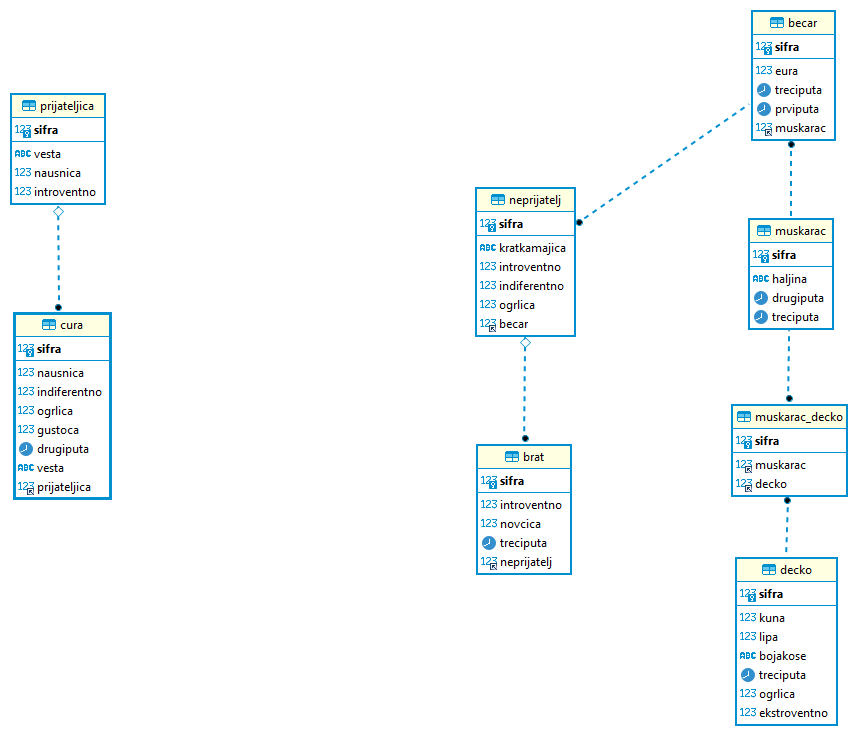 prijateljica
123 sifra
ABC vesta
123 nausnica
123 introventno
cura
123 sifra
123 nausnica
123 indiferentno
123 ogrlica
123 gustoca
drugiputa
ABC vesta
123 prijateljica
neprijatelj
123 sifra
ABC kratkamajica
123 introventno
123 indiferentno
123 ogrlica
123 becar
brat
123 sifra
123 introventno
123 novcica
treciputa
123 neprijatelj
becar
123 sifra
123 eura
treciputa
prviputa
123 muskarac
muskarac
123 sifra
ABC haljina
drugiputa
treciputa
muskarac_decko
123 sifra
123 muskarac
123 decko
decko
123 sifra
123 kuna
123 lipa
ABC bojakose
treciputa
123 ogrlica
123 ekstroventno